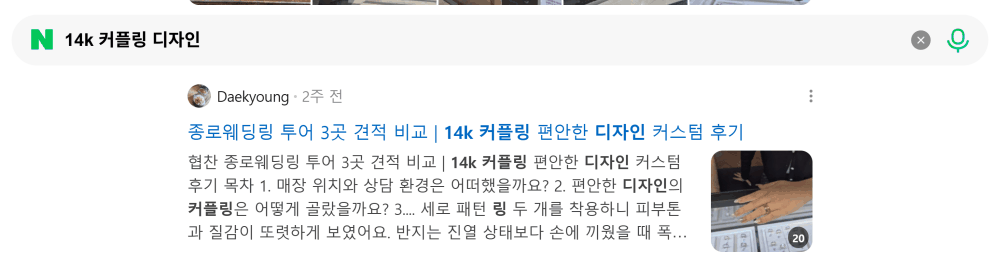 N 14k 커플링 디자인
Daekyoung · 2주 전
종로웨딩링 투어 3곳 견적 비교 | 14k 커플링 편안한 디자인 커스텀 후기
협찬 종로웨딩링 투어 3곳 견적 비교 | 14k 커플링 편안한 디자인 커스텀
후기 목차 1. 매장 위치와 상담 환경은 어떠했을까요? 2. 편안한 디자인의
커플링은 어떻게 골랐을까요? 3.... 세로 패턴 링 두 개를 착용하니 피부톤
과 질감이 또렷하게 보였어요. 반지는 진열 상태보다 손에 끼웠을 때 폭...
20